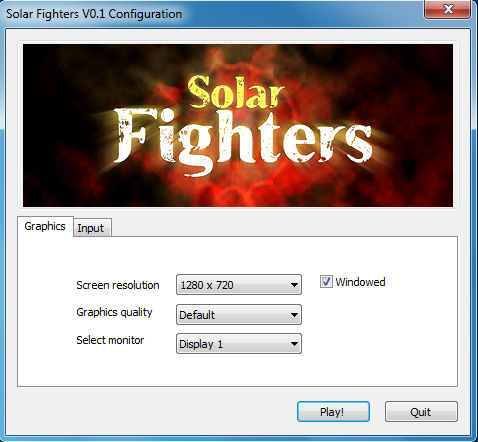 Solar Fighters V0.1 Configuration
Solar
Fighters
Graphics Input
Screen resolution 1280 x 720 Windowed
Graphics quality Default
Select monitor Display 1
Play! Quit